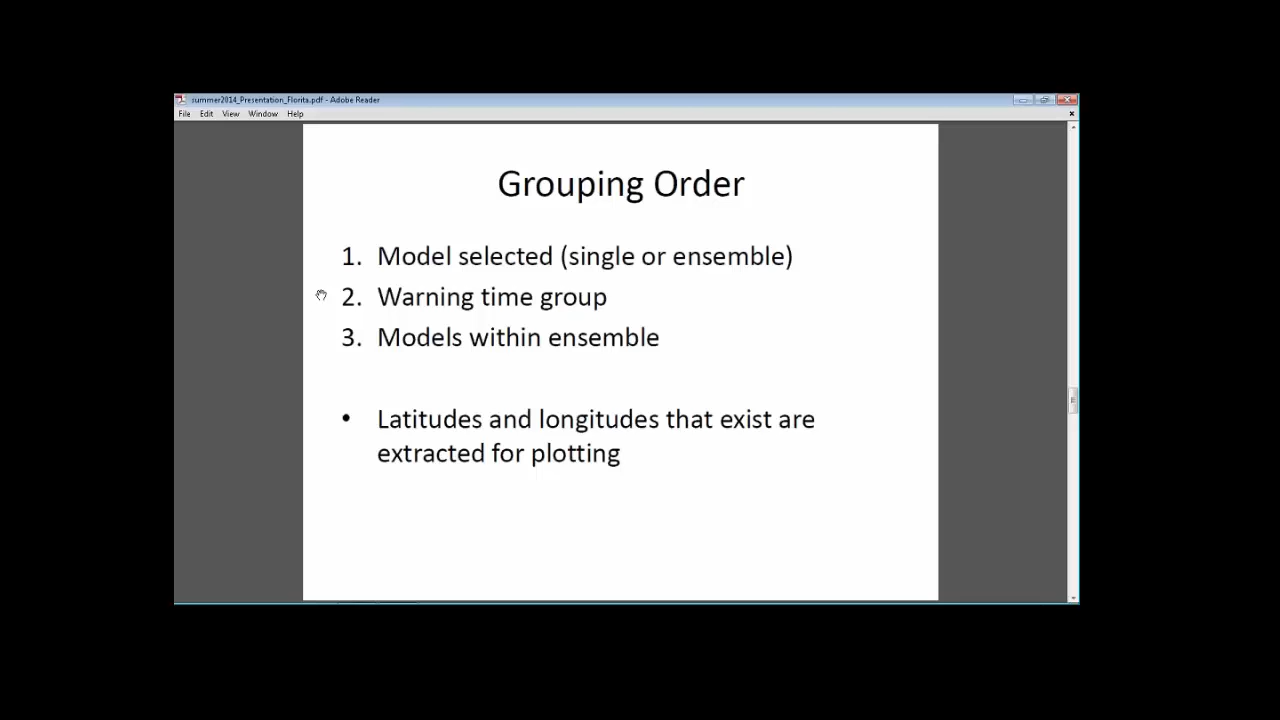 summer2014_Presentation_Florita.pdf - Adobe Reader
File Edit View Window Help
Grouping Order
1. Model selected (single or ensemble)
2. Warning time group
3. Models within ensemble
• Latitudes and longitudes that exist are
extracted for plotting